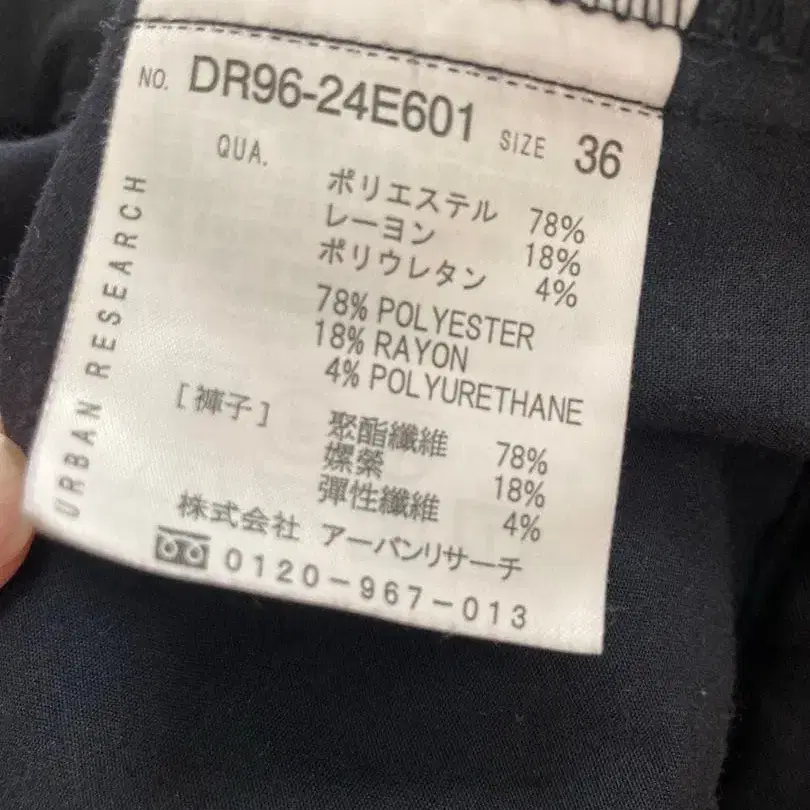 NO. DR96-24E601 SIZE 36
QUA.
ポリエステル 78%
レーヨン 18%
ポリウレタン 4%
78% POLYESTER
18% RAYON
4% POLYURETHANE
[褲子]
聚酯纖維 78%
嫘縈 18%
彈性纖維 4%
株式会社 アーバンリサーチ
0120-967-013
URBAN RESEARCH